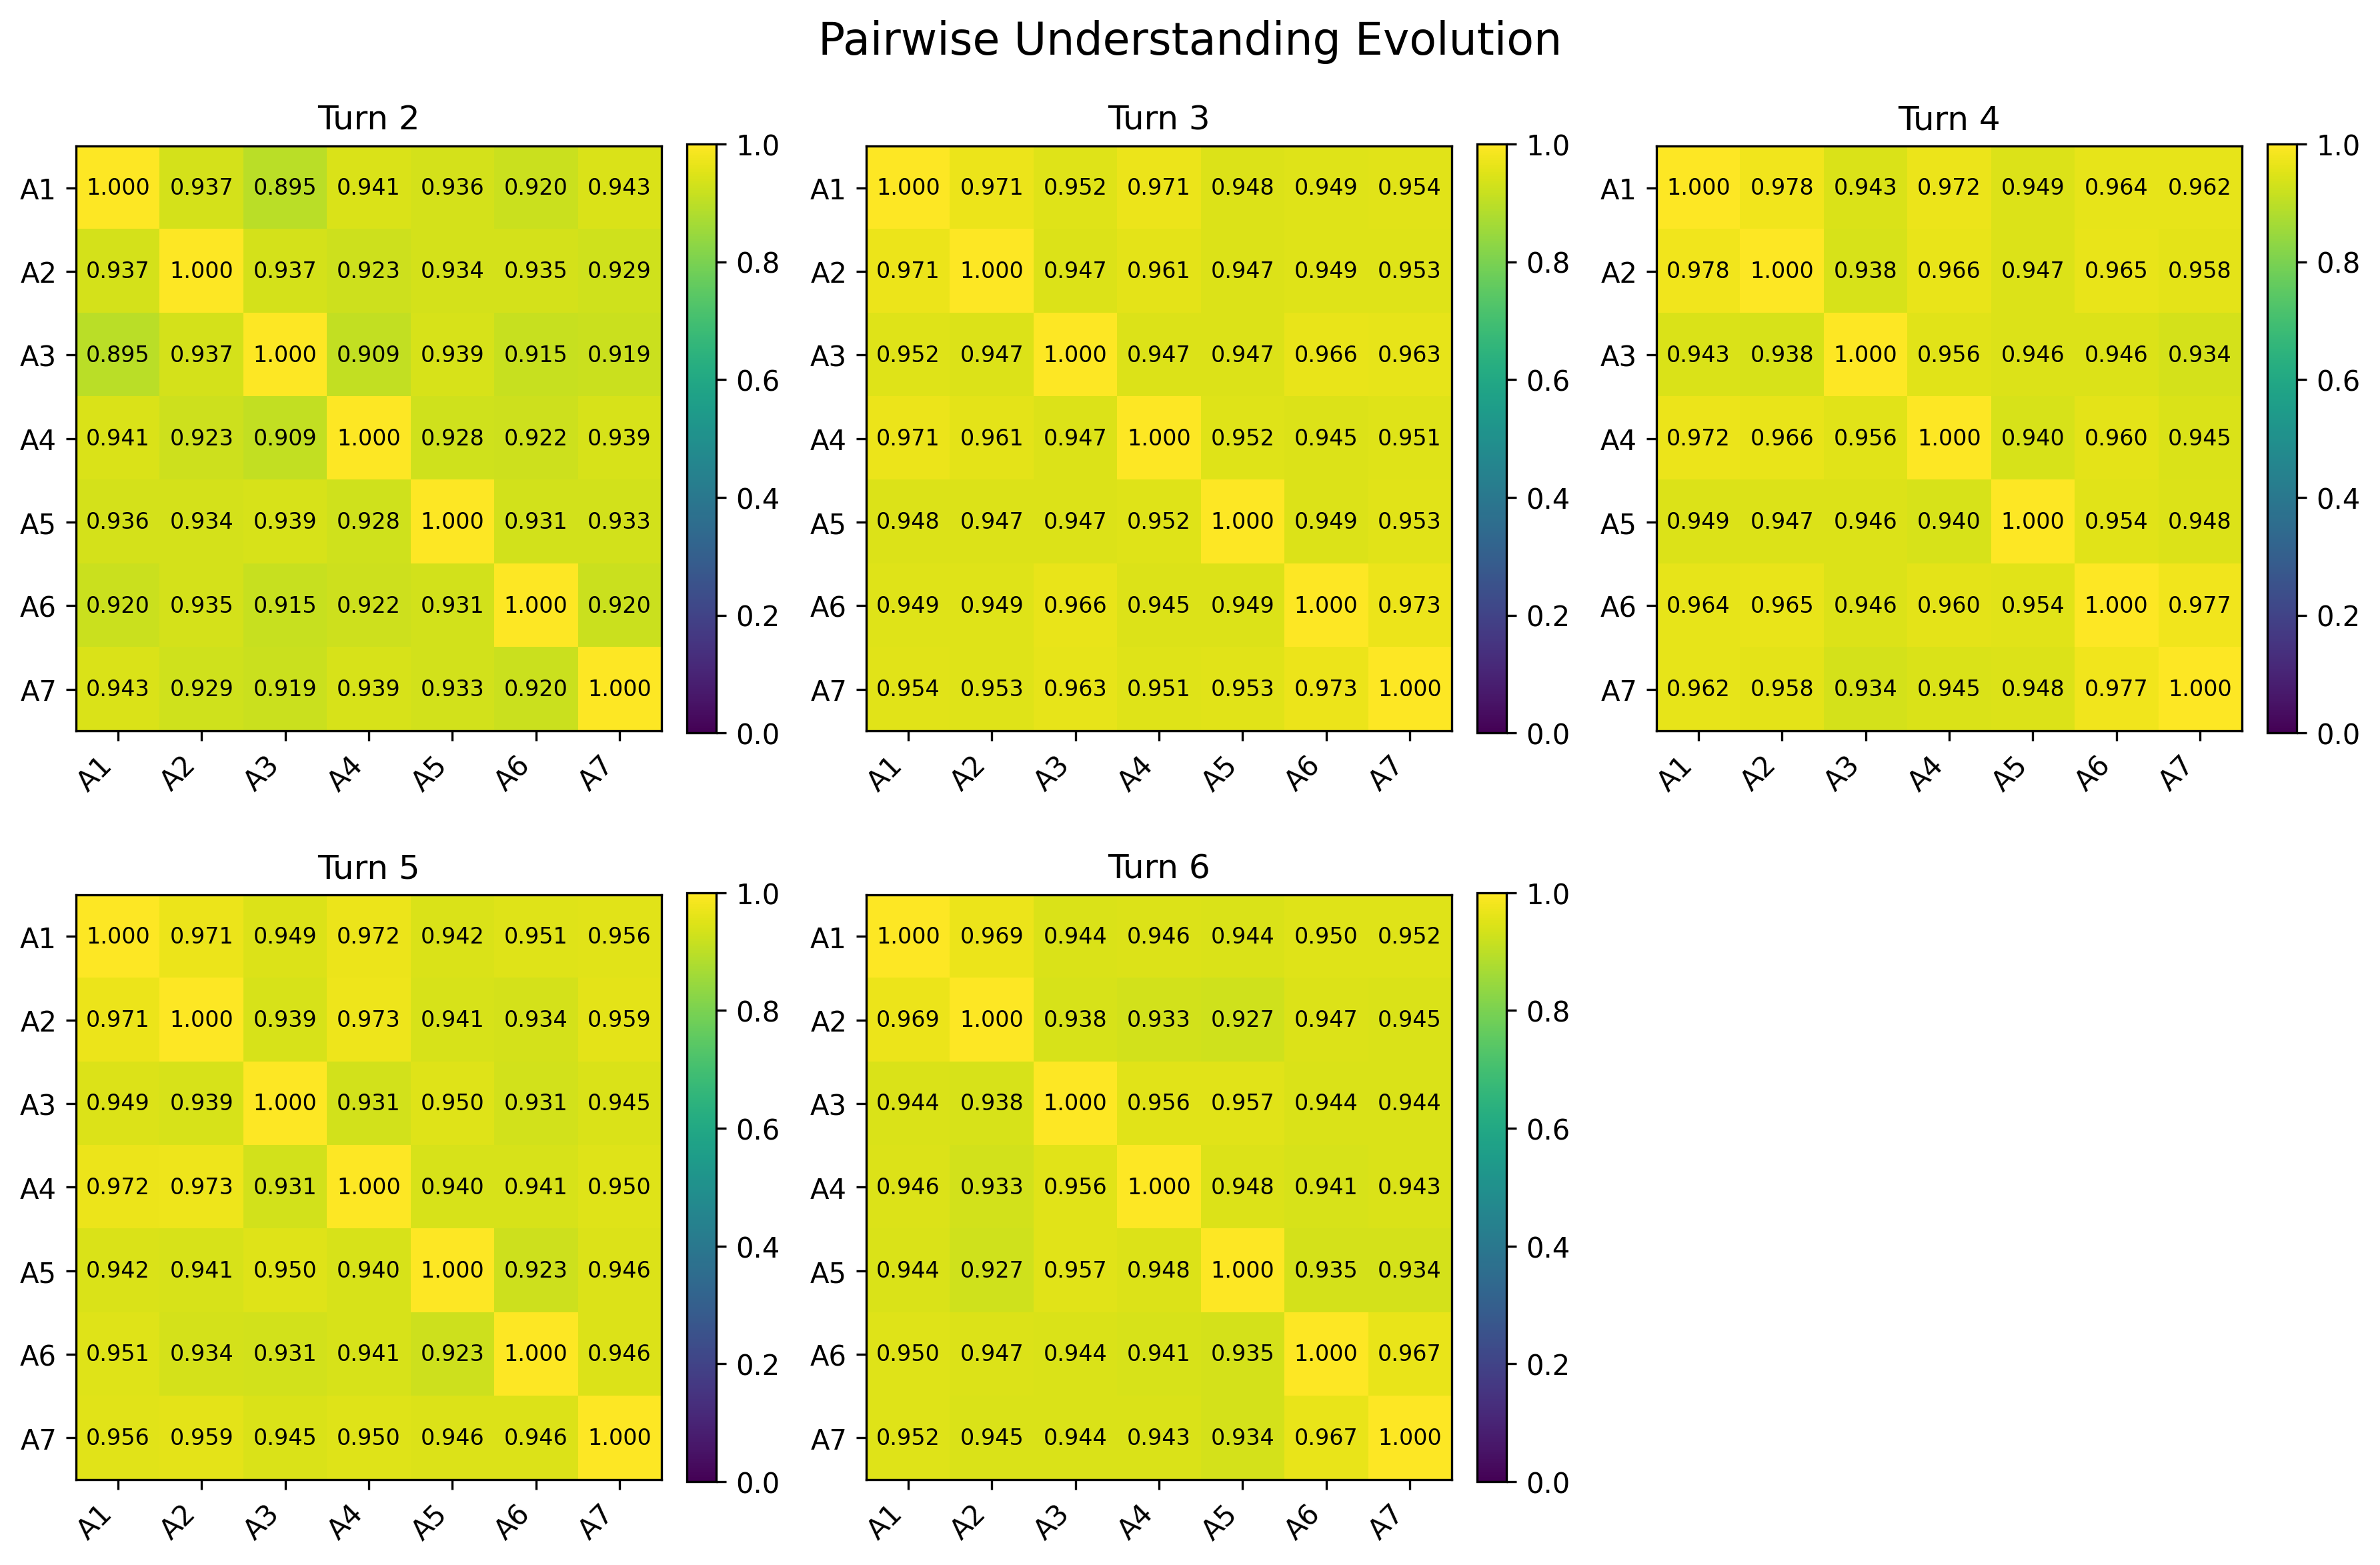 Pairwise Understanding Evolution
Turn 2
A1 1.000 0.937 0.895 0.941 0.936 0.920 0.943
A2 0.937 1.000 0.937 0.923 0.934 0.935 0.929
A3 0.895 0.937 1.000 0.909 0.939 0.915 0.919
A4 0.941 0.923 0.909 1.000 0.928 0.922 0.939
A5 0.936 0.934 0.939 0.928 1.000 0.931 0.933
A6 0.920 0.935 0.915 0.922 0.931 1.000 0.920
A7 0.943 0.929 0.919 0.939 0.933 0.920 1.000
A1 A2 A3 A4 A5 A6 A7
1.0
0.8
0.6
0.4
0.2
0.0
Turn 3
A1 1.000 0.971 0.952 0.971 0.948 0.949 0.954
A2 0.971 1.000 0.947 0.961 0.947 0.949 0.953
A3 0.952 0.947 1.000 0.947 0.947 0.966 0.963
A4 0.971 0.961 0.947 1.000 0.952 0.945 0.951
A5 0.948 0.947 0.947 0.952 1.000 0.949 0.953
A6 0.949 0.949 0.966 0.945 0.949 1.000 0.973
A7 0.954 0.953 0.963 0.951 0.953 0.973 1.000
A1 A2 A3 A4 A5 A6 A7
1.0
0.8
0.6
0.4
0.2
0.0
Turn 4
A1 1.000 0.978 0.943 0.972 0.949 0.964 0.962
A2 0.978 1.000 0.938 0.966 0.947 0.965 0.958
A3 0.943 0.938 1.000 0.956 0.946 0.946 0.934
A4 0.972 0.966 0.956 1.000 0.940 0.960 0.945
A5 0.949 0.947 0.946 0.940 1.000 0.954 0.948
A6 0.964 0.965 0.946 0.960 0.954 1.000 0.977
A7 0.962 0.958 0.934 0.945 0.948 0.977 1.000
A1 A2 A3 A4 A5 A6 A7
1.0
0.8
0.6
0.4
0.2
0.0
Turn 5
A1 1.000 0.971 0.949 0.972 0.942 0.951 0.956
A2 0.971 1.000 0.939 0.973 0.941 0.934 0.959
A3 0.949 0.939 1.000 0.931 0.950 0.931 0.945
A4 0.972 0.973 0.931 1.000 0.940 0.941 0.950
A5 0.942 0.941 0.950 0.940 1.000 0.923 0.946
A6 0.951 0.934 0.931 0.941 0.923 1.000 0.946
A7 0.956 0.959 0.945 0.950 0.946 0.946 1.000
A1 A2 A3 A4 A5 A6 A7
1.0
0.8
0.6
0.4
0.2
0.0
Turn 6
A1 1.000 0.969 0.944 0.946 0.944 0.950 0.952
A2 0.969 1.000 0.938 0.933 0.927 0.947 0.945
A3 0.944 0.938 1.000 0.956 0.957 0.944 0.944
A4 0.946 0.933 0.956 1.000 0.948 0.941 0.943
A5 0.944 0.927 0.957 0.948 1.000 0.935 0.934
A6 0.950 0.947 0.944 0.941 0.935 1.000 0.967
A7 0.952 0.945 0.944 0.943 0.934 0.967 1.000
A1 A2 A3 A4 A5 A6 A7
1.0
0.8
0.6
0.4
0.2
0.0